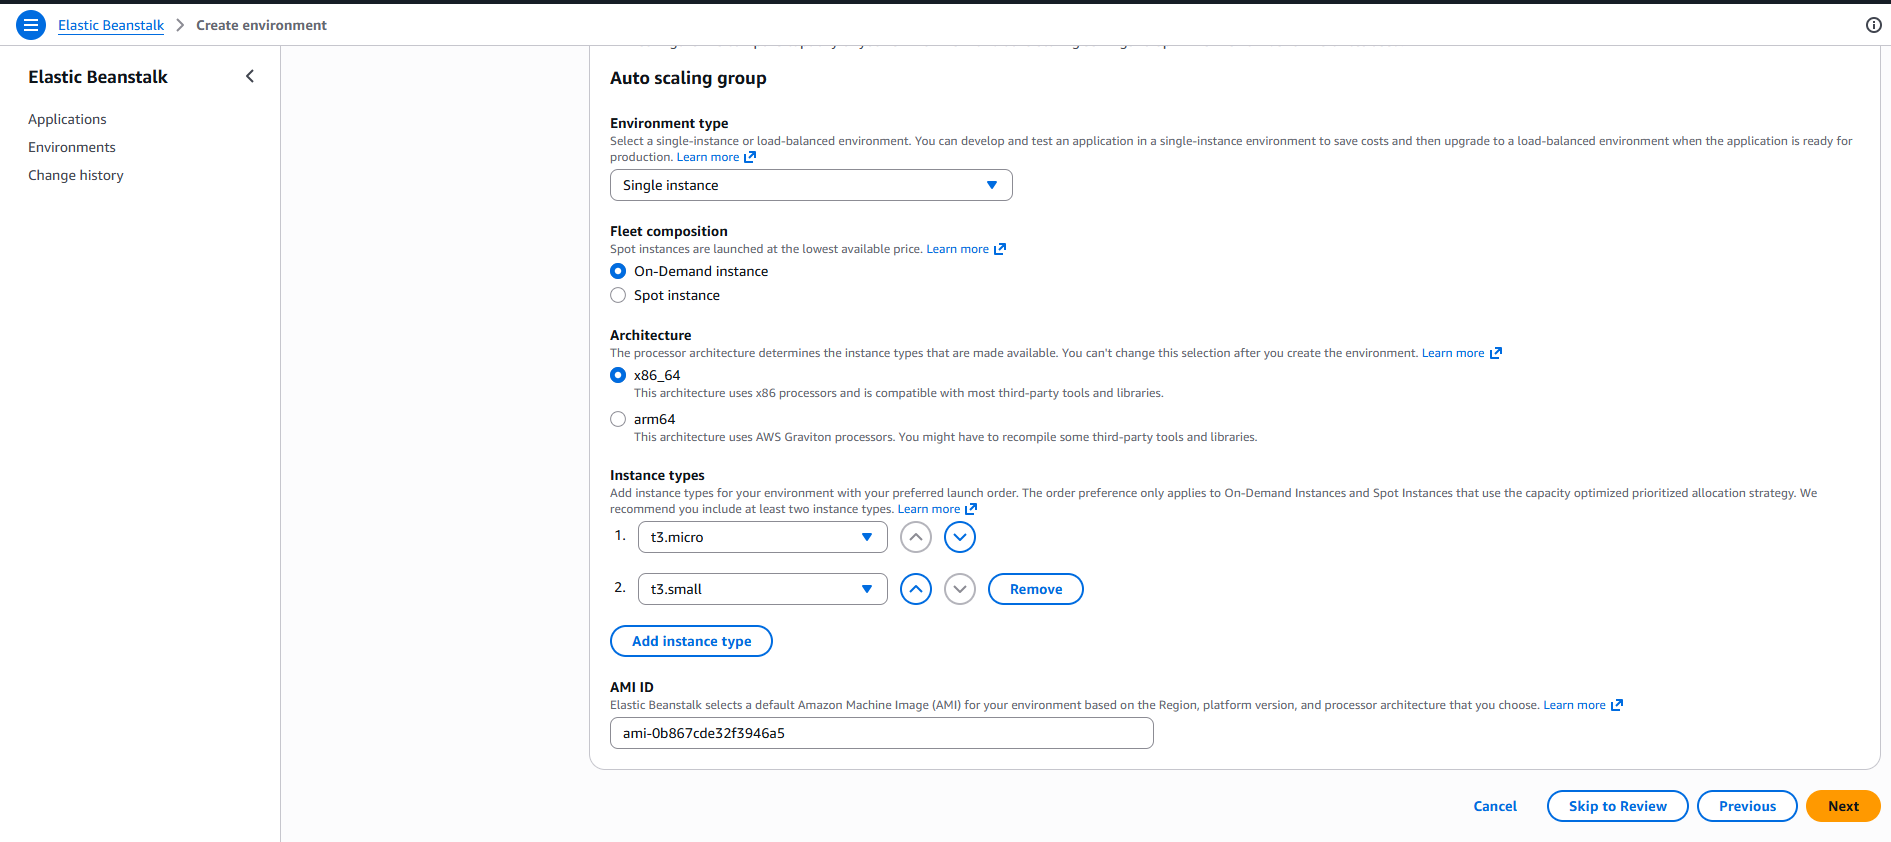 Elastic Beanstalk > Create environment
Elastic Beanstalk
Applications
Environments
Change history
Auto scaling group
Environment type
Select a single-instance or load-balanced environment. You can develop and test an application in a single-instance environment to save costs and then upgrade to a load-balanced environment when the application is ready for
production. Learn more
Single instance
Fleet composition
Spot instances are launched at the lowest available price. Learn more
On-Demand instance
Spot instance
Architecture
The processor architecture determines the instance types that are made available. You can't change this selection after you create the environment. Learn more
x86_64
This architecture uses x86 processors and is compatible with most third-party tools and libraries.
arm64
This architecture uses AWS Graviton processors. You might have to recompile some third-party tools and libraries.
Instance types
Add instance types for your environment with your preferred launch order. The order preference only applies to On-Demand Instances and Spot Instances that use the capacity optimized prioritized allocation strategy. We
recommend you include at least two instance types. Learn more
1. t3.micro
2. t3.small Remove
Add instance type
AMI ID
Elastic Beanstalk selects a default Amazon Machine Image (AMI) for your environment based on the Region, platform version, and processor architecture that you choose. Learn more
ami-0b867cde32f3946a5
Cancel Skip to Review Previous Next